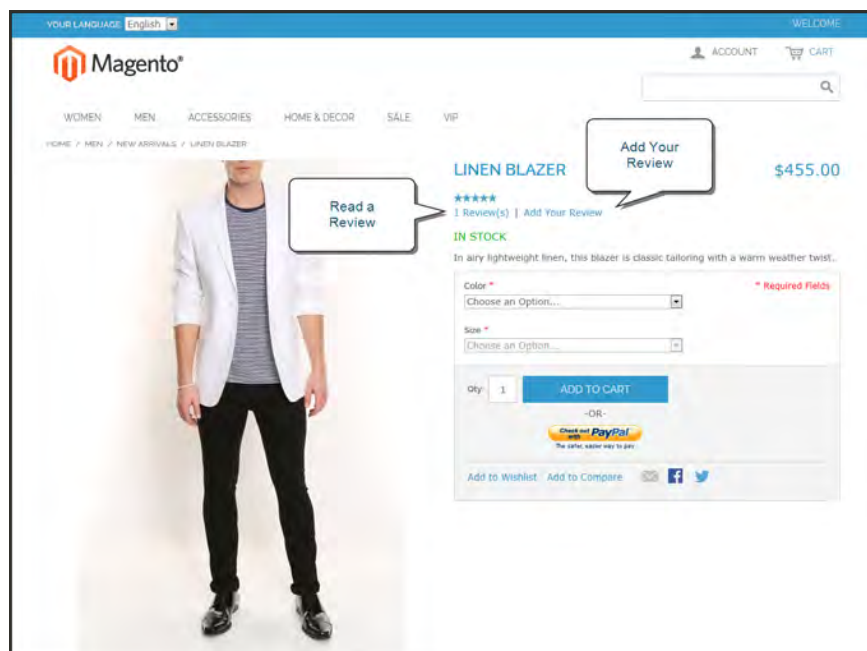 YOUR LANGUAGE: English
WELCOME
Magento®
ACCOUNT
CART
WOMEN MEN ACCESSORIES HOME & DECOR SALE VIP
HOME / MEN / NEW ARRIVALS / LINEN BLAZER
Add Your
Review
Read a
Review
LINEN BLAZER
$455.00
1 Review(s) | Add Your Review
IN STOCK
In airy lightweight linen, this blazer is classic tailoring with a warm weather twist..
Color *
* Required Fields
Choose an Option...
Size *
Choose an Option...
Qty: 1 ADD TO CART
-OR-
Check out
with PayPal
The safer, easier way to pay
Add to Wishlist Add to Compare